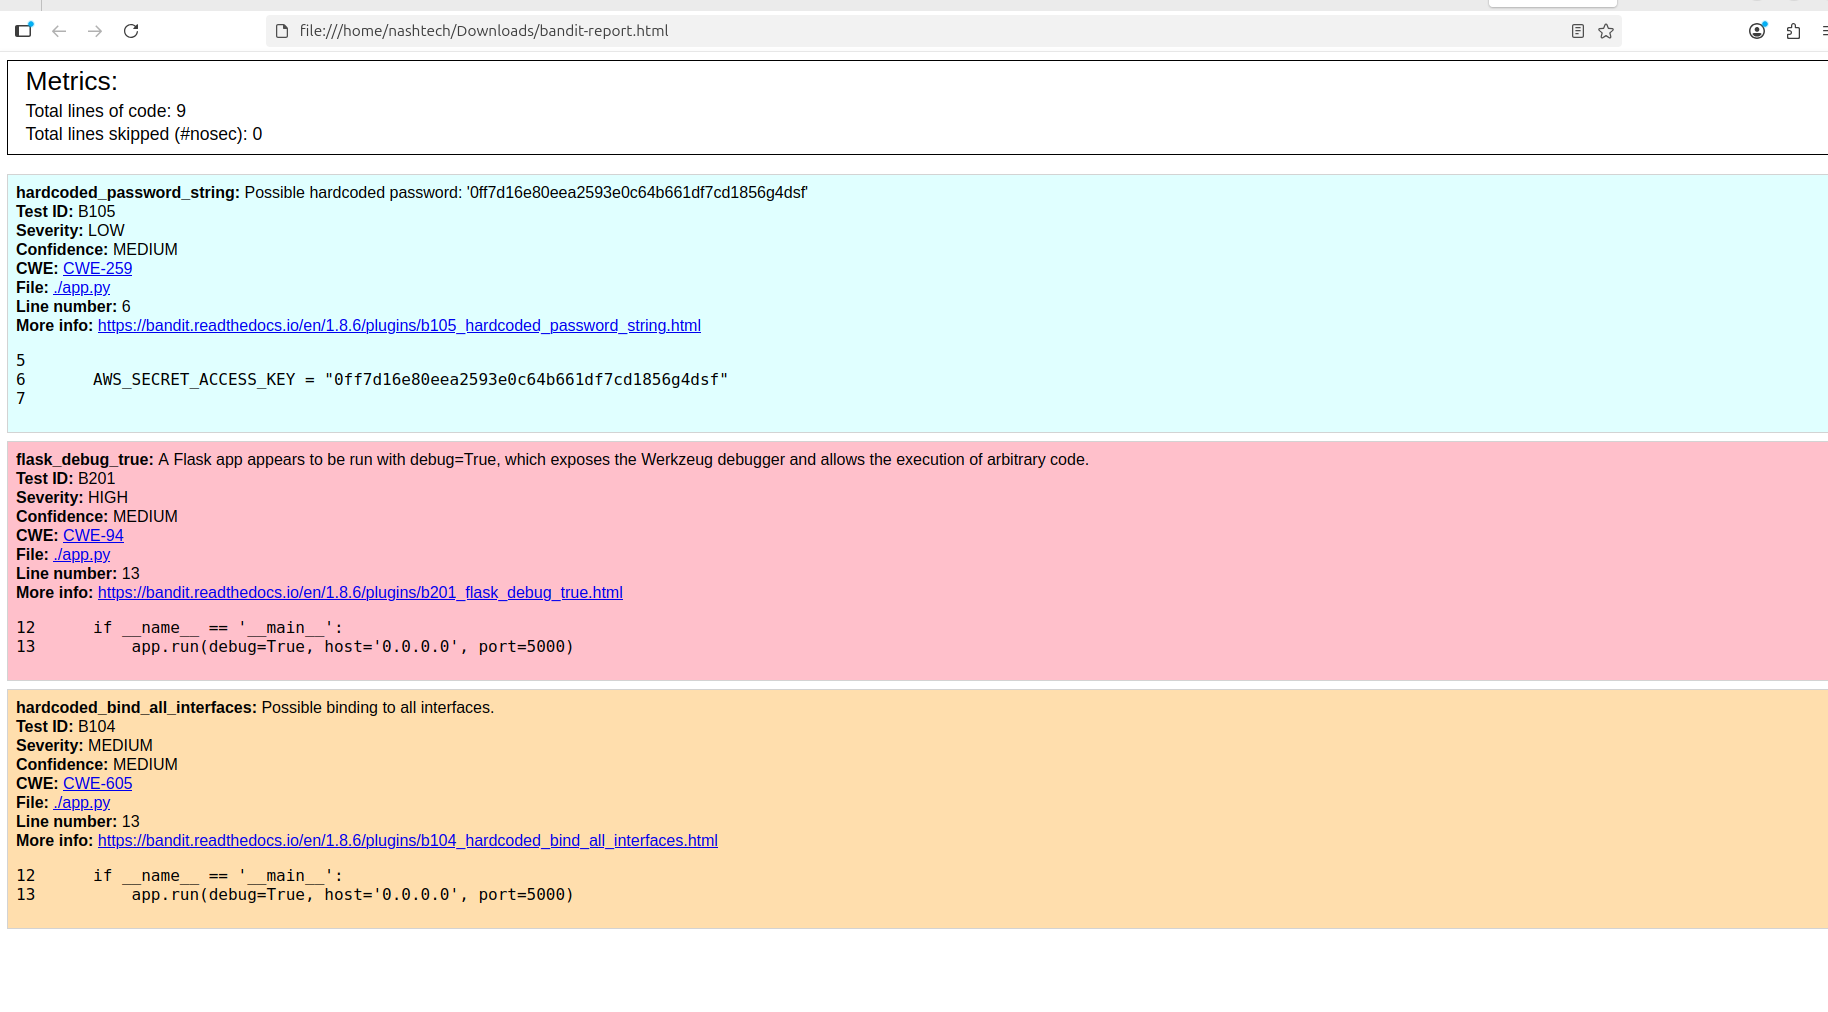 file:///home/nashtech/Downloads/bandit-report.html
Metrics:
Total lines of code: 9
Total lines skipped (#nosec): 0
hardcoded_password_string: Possible hardcoded password: '0ff7d16e80eea2593e0c64b661df7cd1856g4dsf'
Test ID: B105
Severity: LOW
Confidence: MEDIUM
CWE: CWE-259
File: ./app.py
Line number: 6
More info: https://bandit.readthedocs.io/en/1.8.6/plugins/b105_hardcoded_password_string.html
5
6 AWS_SECRET_ACCESS_KEY = "0ff7d16e80eea2593e0c64b661df7cd1856g4dsf"
7
flask_debug_true: A Flask app appears to be run with debug=True, which exposes the Werkzeug debugger and allows the execution of arbitrary code.
Test ID: B201
Severity: HIGH
Confidence: MEDIUM
CWE: CWE-94
File: ./app.py
Line number: 13
More info: https://bandit.readthedocs.io/en/1.8.6/plugins/b201_flask_debug_true.html
12 if __name__ == '__main__':
13 app.run(debug=True, host='0.0.0.0', port=5000)
hardcoded_bind_all_interfaces: Possible binding to all interfaces.
Test ID: B104
Severity: MEDIUM
Confidence: MEDIUM
CWE: CWE-605
File: ./app.py
Line number: 13
More info: https://bandit.readthedocs.io/en/1.8.6/plugins/b104_hardcoded_bind_all_interfaces.html
12 if __name__ == '__main__':
13 app.run(debug=True, host='0.0.0.0', port=5000)